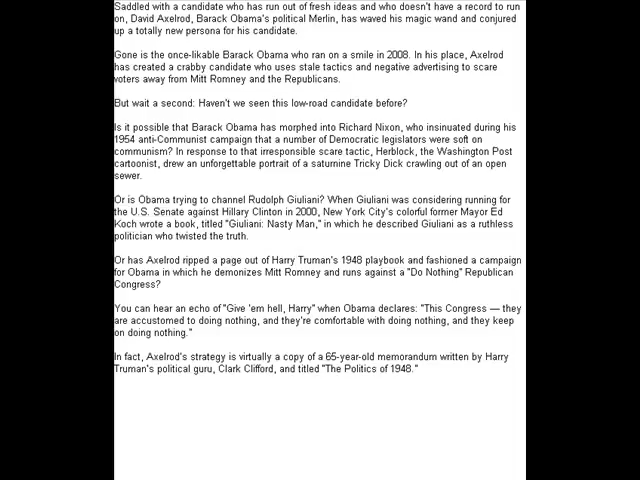 Saddled with a candidate who has run out of fresh ideas and who doesn't have a record to run
on, David Axelrod, Barack Obama's political Merlin, has waved his magic wand and conjured
up a totally new persona for his candidate.
Gone is the once-likable Barack Obama who ran on a smile in 2008. In his place, Axelrod
has created a crabby candidate who uses stale tactics and negative advertising to scare
voters away from Mitt Romney and the Republicans.
But wait a second: Haven't we seen this low-road candidate before?
Is it possible that Barack Obama has morphed into Richard Nixon, who insinuated during his
1954 anti-Communist campaign that a number of Democratic legislators were soft on
communism? In response to that irresponsible scare tactic, Herblock, the Washington Post
cartoonist, drew an unforgettable portrait of a saturnine Tricky Dick crawling out of an open
sewer.
Or is Obama trying to channel Rudolph Giuliani? When Giuliani was considering running for
the U.S. Senate against Hillary Clinton in 2000, New York City's colorful former Mayor Ed
Koch wrote a book, titled "Giuliani: Nasty Man," in which he described Giuliani as a ruthless
politician who twisted the truth.
Or has Axelrod ripped a page out of Harry Truman's 1948 playbook and fashioned a campaign
for Obama in which he demonizes Mitt Romney and runs against a "Do Nothing" Republican
Congress?
You can hear an echo of "Give 'em hell, Harry" when Obama declares: "This Congress — they
are accustomed to doing nothing, and they're comfortable with doing nothing, and they keep
on doing nothing."
In fact, Axelrod's strategy is virtually a copy of a 65-year-old memorandum written by Harry
Truman's political guru, Clark Clifford, and titled "The Politics of 1948."